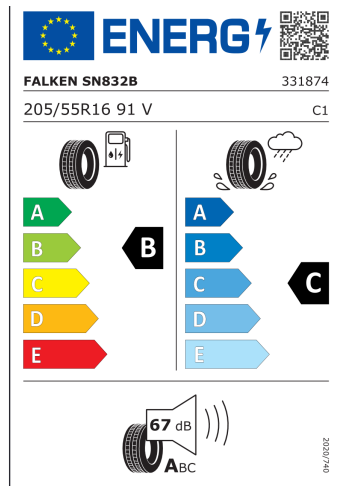 ENERG
FALKEN SN832B 331874
205/55R16 91 V C1
A A
B B B
C C C
D D
E E
67 dB
ABC
2020/740